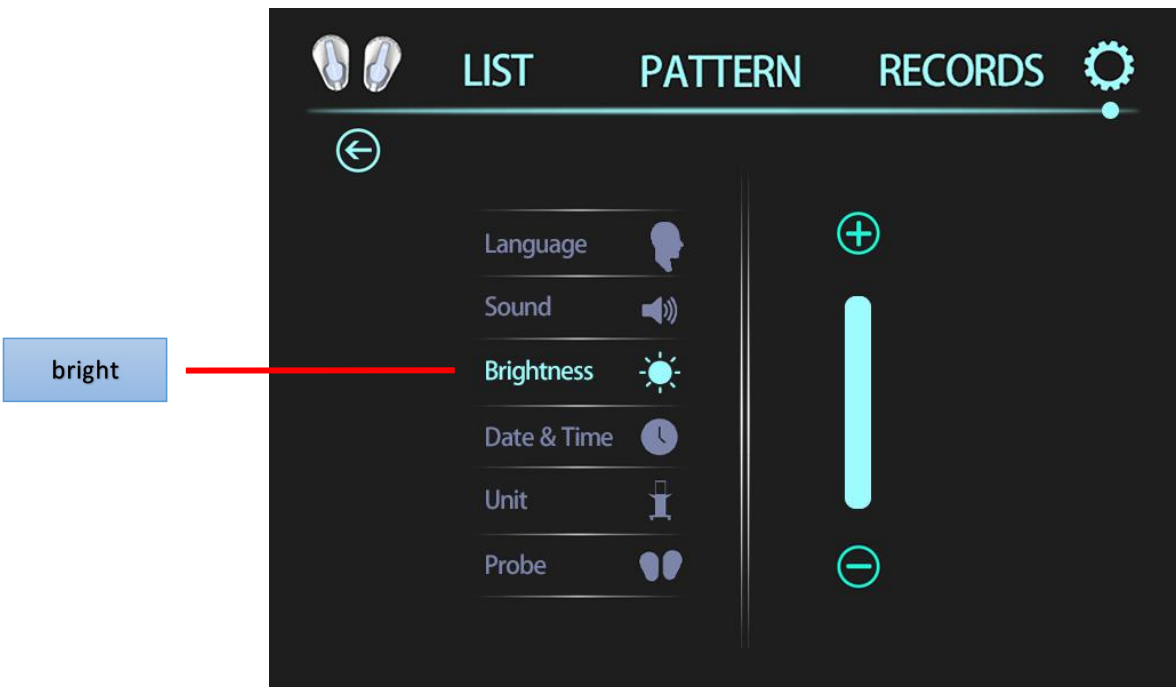 LIST PATTERN RECORDS
Language
Sound
bright
Brightness
Date & Time
Unit
Probe